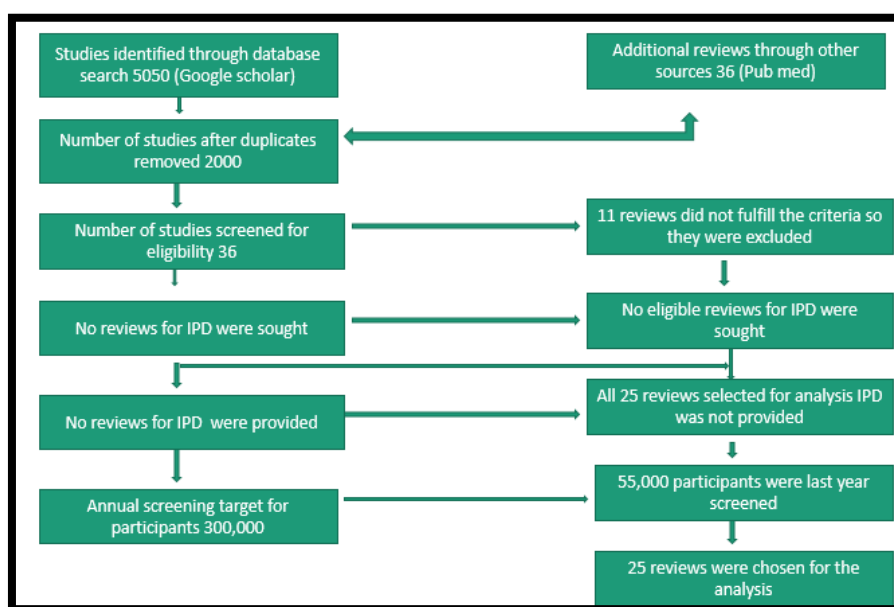 Studies identified through database
search 5050 (Google scholar)
Additional reviews through other
sources 36 (Pub med)
Number of studies after duplicates
removed 2000
Number of studies screened for
eligibility 36
11 reviews did not fulfill the criteria so
they were excluded
No reviews for IPD were sought
No eligible reviews for IPD were
sought
No reviews for IPD were provided
All 25 reviews selected for analysis IPD
was not provided
Annual screening target for
participants 300,000
55,000 participants were last year
screened
25 reviews were chosen for the
analysis